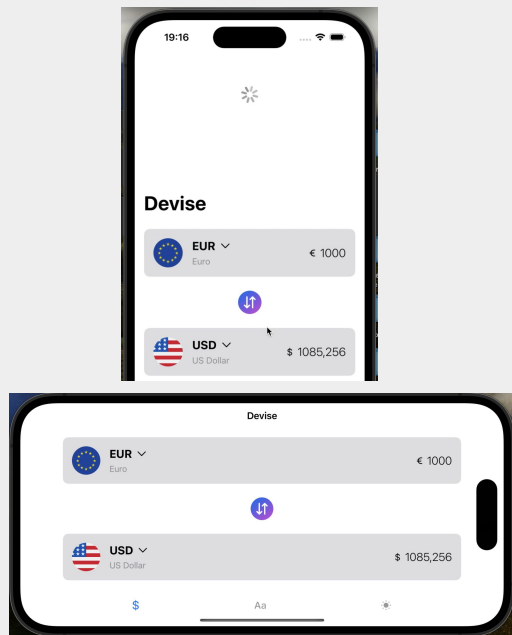 19:16
Devise
EUR
€ 1000
Euro
USD
$ 1085,256
US Dollar
Devise
EUR
€ 1000
Euro
USD
$ 1085,256
US Dollar
$
Aa